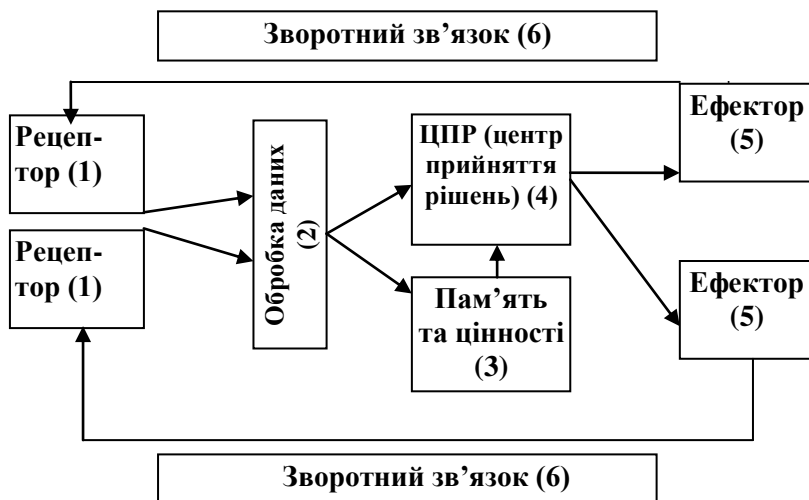 Зворотний зв’язок (6)
Рецеп-
тор (1)
Рецеп-
тор (1)
Обробка даних
(2)
ЦПР (центр
прийняття
рішень) (4)
Пам’ять
та цінності
(3)
Ефектор
(5)
Ефектор
(5)
Зворотний зв’язок (6)